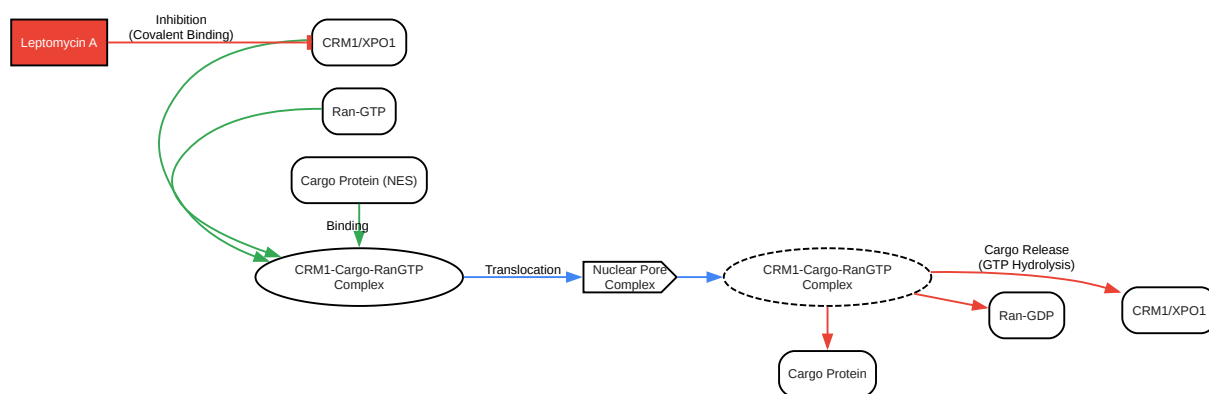 Inhibition
(Covalent Binding)
Leptomycin A
CRM1/XPO1
Ran-GTP
Cargo Protein (NES)
Binding
CRM1-Cargo-RanGTP
Complex
Translocation
Nuclear Pore
Complex
CRM1-Cargo-RanGTP
Complex
Cargo Release
(GTP Hydrolysis)
Ran-GDP
CRM1/XPO1
Cargo Protein